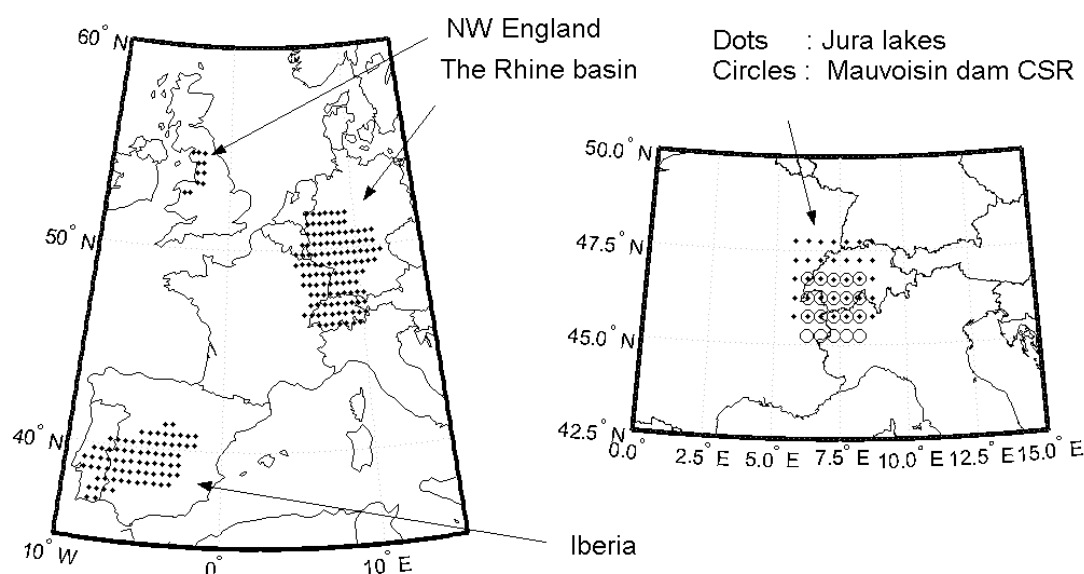 NW England
The Rhine basin
Iberia
60° N
50° N
40° N
10° W
0°
10° E
Dots : Jura lakes
Circles : Mauvoisin dam CSR
50.0° N
47.5° N
45.0° N
42.5° N
0.0°
2.5° E
5.0° E
7.5° E
10.0° E
12.5° E
15.0° E